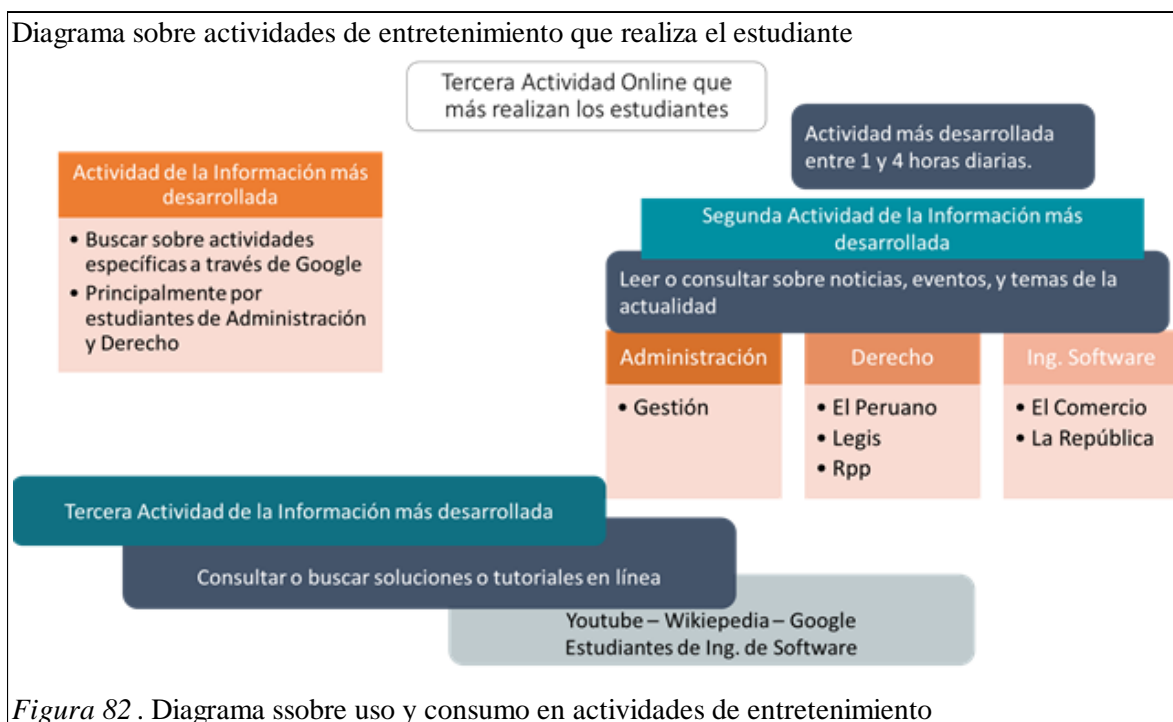 Diagrama sobre actividades de entretenimiento que realiza el estudiante
Tercera Actividad Online que
más realizan los estudiantes
Actividad más desarrollada
entre 1 y 4 horas diarias.
Actividad de la Información más
desarrollada
• Buscar sobre actividades
específicas a través de Google
• Principalmente por
estudiantes de Administración
y Derecho
Segunda Actividad de la Información más
desarrollada
Leer o consultar sobre noticias, eventos, y temas de la
actualidad
Administración
• Gestión
Derecho
• El Peruano
• Legis
• Rpp
Ing. Software
• El Comercio
• La República
Tercera Actividad de la Información más desarrollada
Consultar o buscar soluciones o tutoriales en línea
Youtube – Wikiepedia – Google
Estudiantes de Ing. de Software
Figura 82 . Diagrama ssobre uso y consumo en actividades de entretenimiento